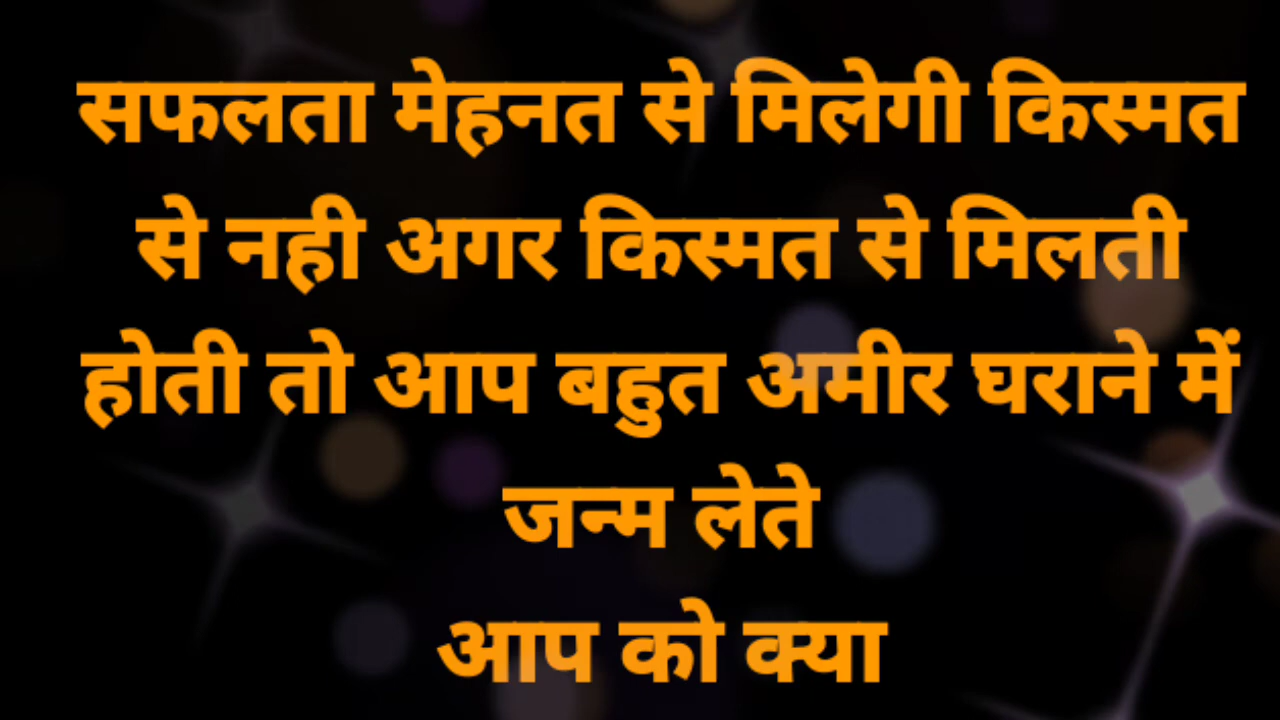 सफलता मेहनत से मिलेगी किस्मत
से नही अगर किस्मत से मिलती
होती तो आप बहुत अमीर घराने में
जन्म लेते
आप को क्या